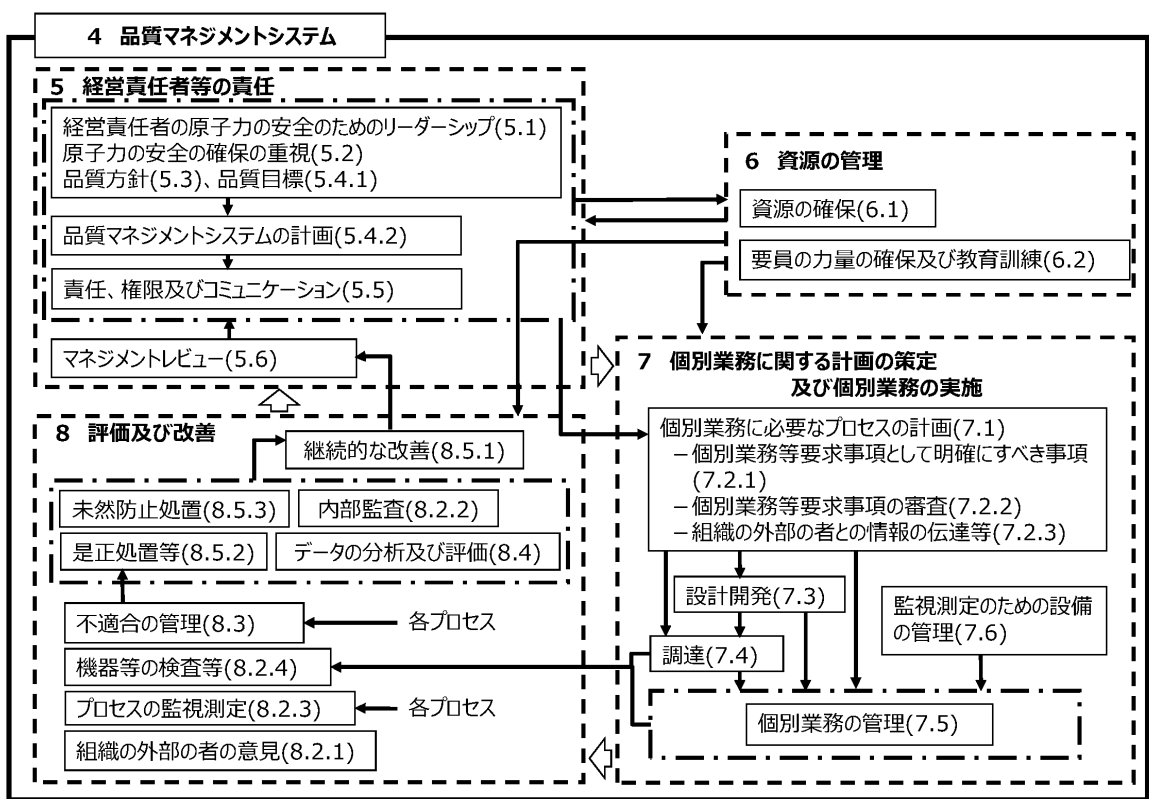 4 品質マネジメントシステム
5 経営責任者等の責任
経営責任者の原子力の安全のためのリーダーシップ(5.1)
原子力の安全の確保の重視(5.2)
品質方針(5.3)、品質目標(5.4.1)
品質マネジメントシステムの計画(5.4.2)
責任、権限及びコミュニケーション(5.5)
マネジメントレビュー(5.6)
6 資源の管理
資源の確保(6.1)
要員の力量の確保及び教育訓練(6.2)
7 個別業務に関する計画の策定
及び個別業務の実施
個別業務に必要なプロセスの計画(7.1)
－個別業務等要求事項として明確にすべき事項
(7.2.1)
－個別業務等要求事項の審査(7.2.2)
－組織の外部の者との情報の伝達等(7.2.3)
設計開発(7.3)
監視測定のための設備
の管理(7.6)
調達(7.4)
個別業務の管理(7.5)
8 評価及び改善
継続的な改善(8.5.1)
未然防止処置(8.5.3)
内部監査(8.2.2)
是正処置等(8.5.2)
データの分析及び評価(8.4)
不適合の管理(8.3)
各プロセス
機器等の検査等(8.2.4)
プロセスの監視測定(8.2.3)
各プロセス
組織の外部の者の意見(8.2.1)